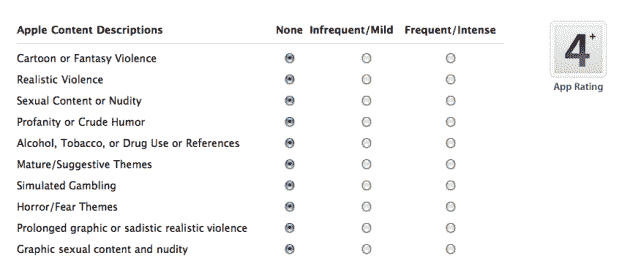 Apple Content Descriptions None Infrequent/Mild Frequent/Intense
Cartoon or Fantasy Violence
Realistic Violence
Sexual Content or Nudity
Profanity or Crude Humor
Alcohol, Tobacco, or Drug Use or References
Mature/Suggestive Themes
Simulated Gambling
Horror/Fear Themes
Prolonged graphic or sadistic realistic violence
Graphic sexual content and nudity
4+
App Rating